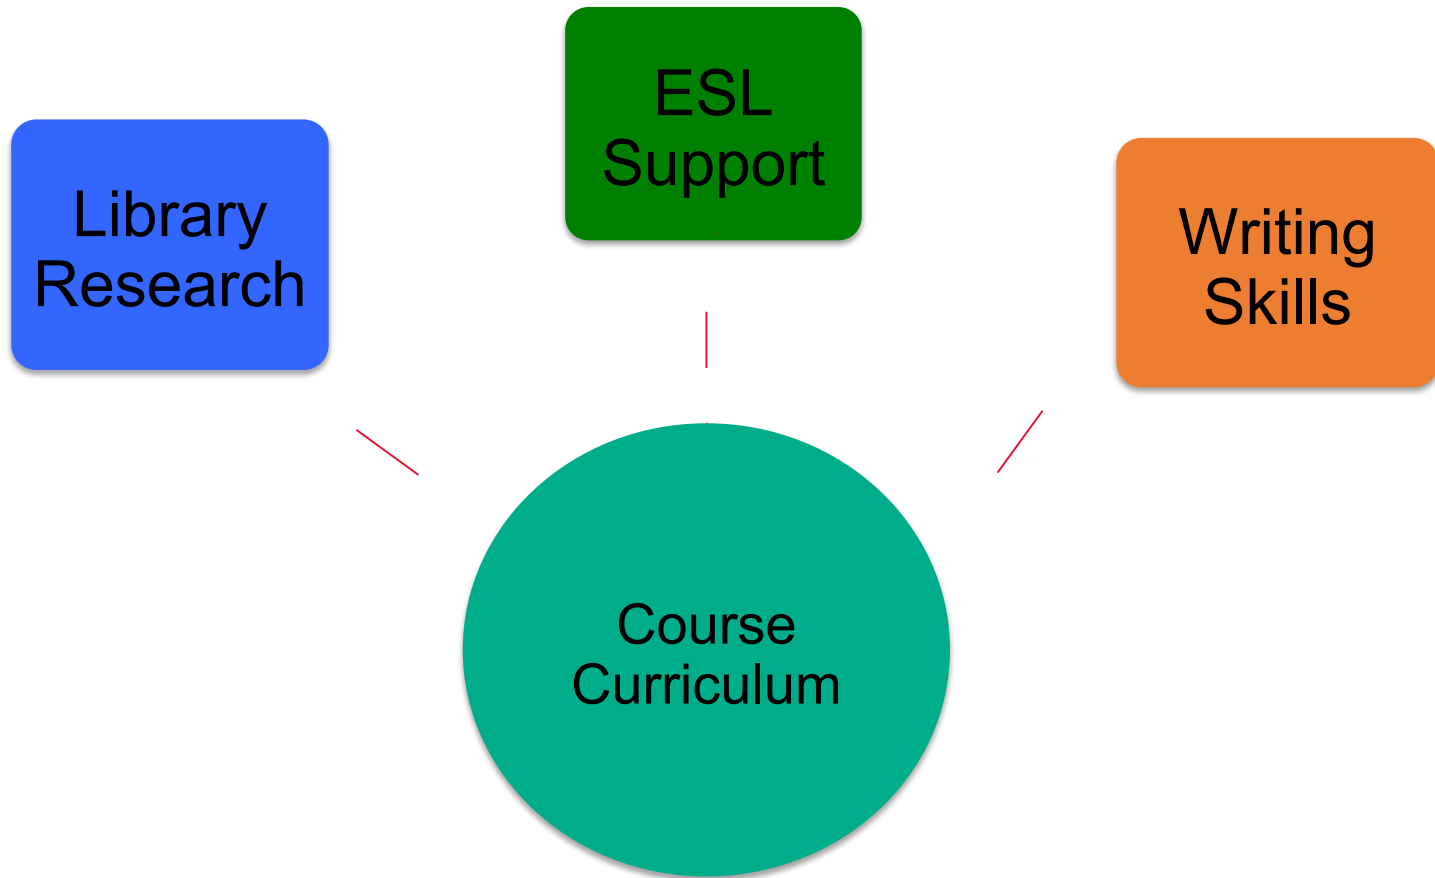 ESL
Support
Library
Research
Writing
Skills
Course
Curriculum